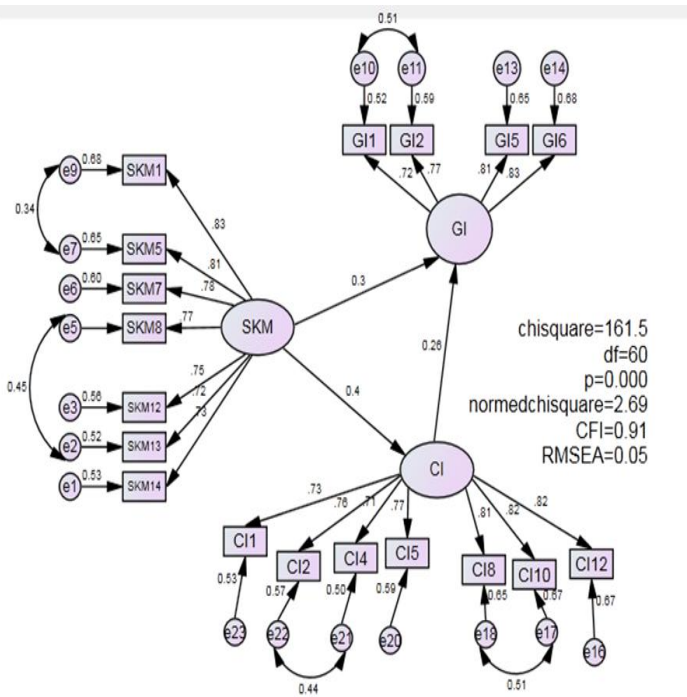 0.51
e10 e11 e13 e14
0.52 0.59 0.65 0.68
GI1 GI2 GI5 GI6
.72 .77 .81 .83
GI
e9 0.68 SKM1
0.34
.83
e7 0.65 SKM5
.81
e6 0.60 SKM7
.78
e5 SKM8 .77
SKM
0.3
0.26
0.4
0.45
.75
.72
.73
e3 0.56 SKM12
e2 0.52 SKM13
e1 0.53 SKM14
chisquare=161.5
df=60
p=0.000
normedchisquare=2.69
CFI=0.91
RMSEA=0.05
CI
.73 .76 .71 .77 .81 .82 .82
CI1 CI2 CI4 CI5 CI8 CI10 CI12
0.53 0.57 0.50 0.59 0.65 0.67 0.67
e23 e22 e21 e20 e18 e17 e16
0.44 0.51